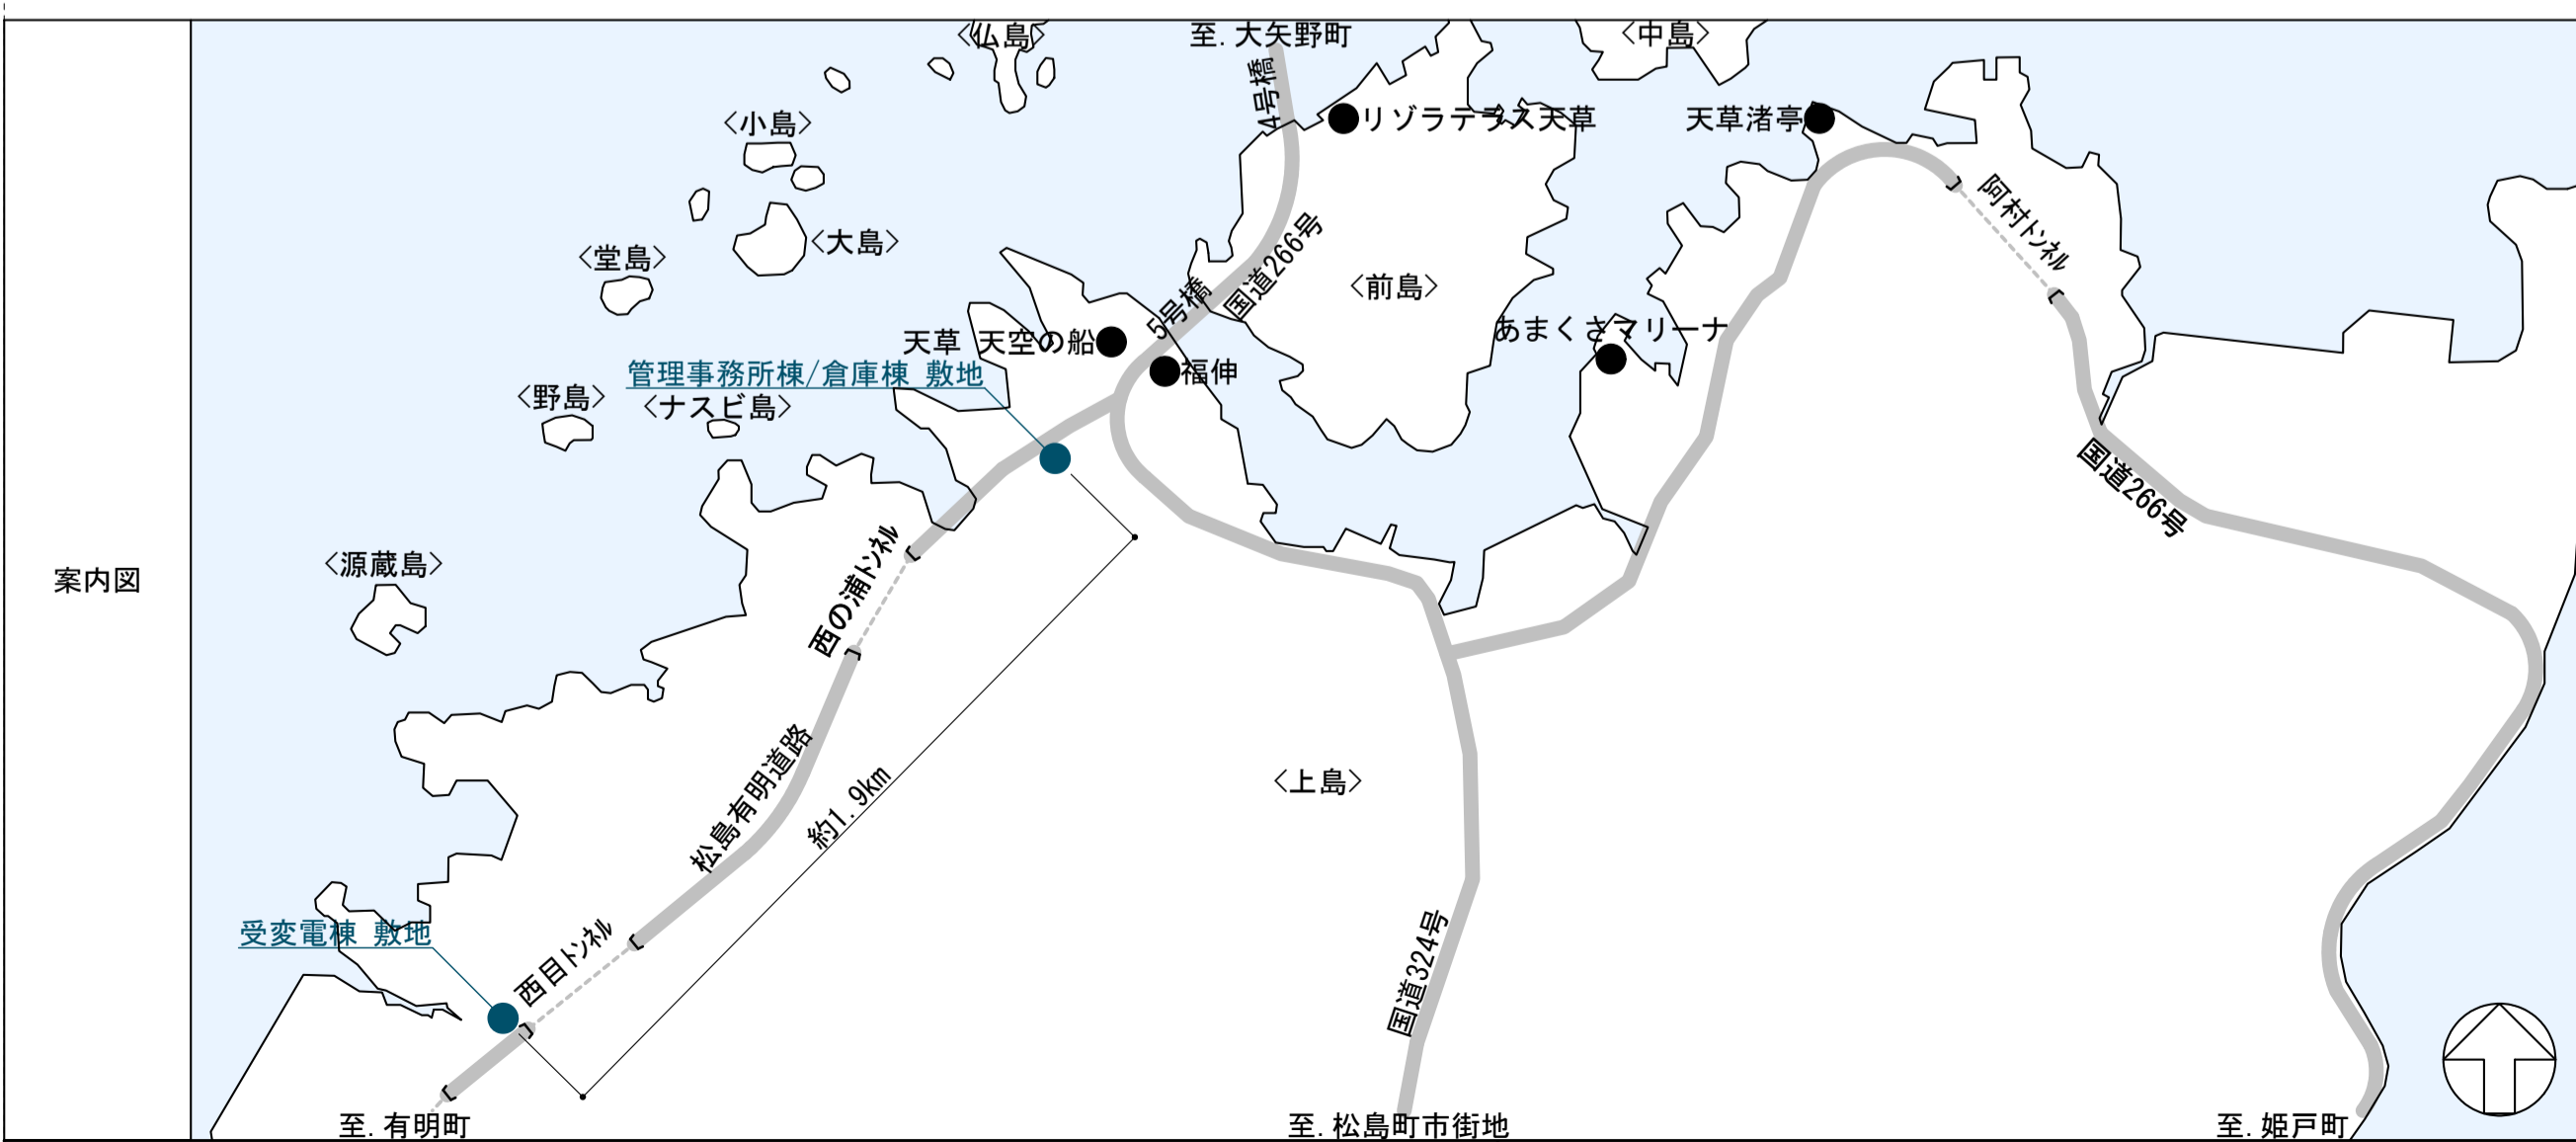 案内図
<仏島>
至. 大矢野町
<中島>
4号橋
リゾラテラス天草
天草渚亭
<小島>
阿村トンネル
<大島>
<堂島>
国道266号
<前島>
5号橋
天草 天空の船
あまくさマリーナ
管理事務所棟/倉庫棟 敷地
福伸
<野島>
<ナスビ島>
国道266号
<源蔵島>
西の浦トンネル
松島有明道路
約1. 9km
<上島>
受変電棟 敷地
西目トンネル
国道324号
至. 有明町
至. 松島町市街地
至. 姫戸町